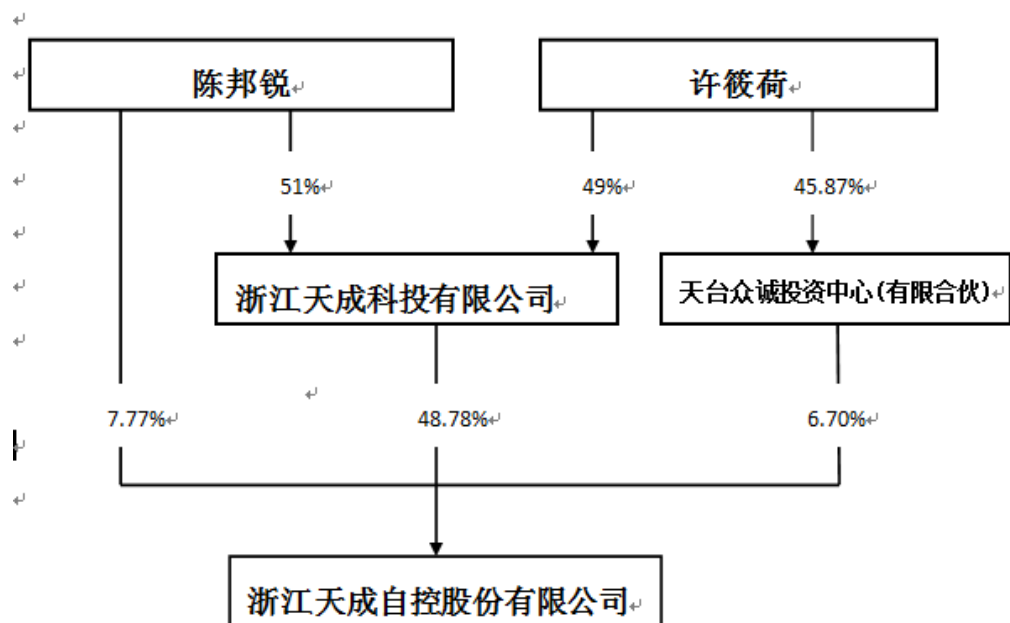 陈邦锐
许筱荷
51%
49%
45.87%
浙江天成科投有限公司
天台众诚投资中心(有限合伙)
7.77%
48.78%
6.70%
浙江天成自控股份有限公司